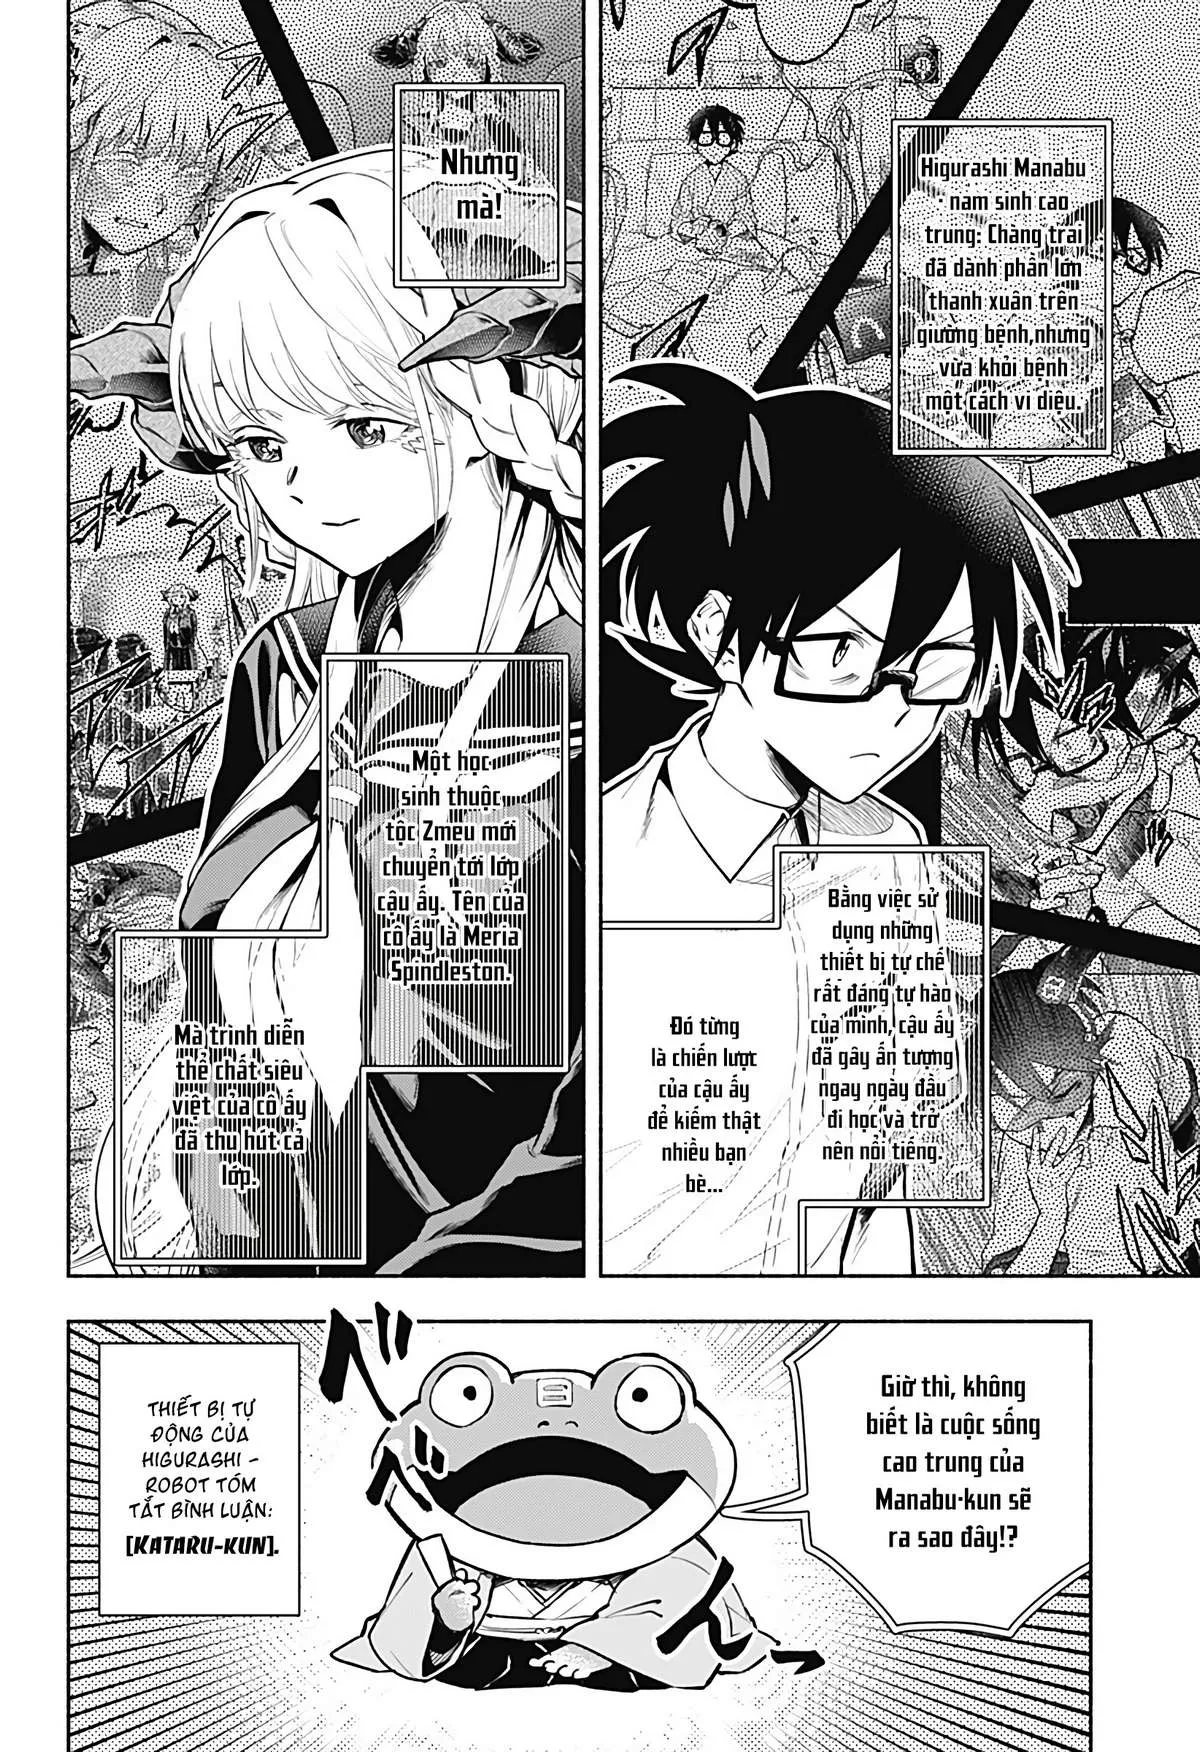 Higurashi Manabu
- nam sinh cao
trung: Chàng trai
đã dành phần lớn
thanh xuân trên
giường bệnh,nhưng
vừa khỏi bệnh
một cách vi diệu.
Bằng việc sử
dụng những
thiết bị tự chế
rất đáng tự hào
của mình, cậu ấy
đã gây ấn tượng
ngay ngày đầu
đi học và trở
nên nổi tiếng.
Đó từng
là chiến lược
của cậu ấy
để kiếm thật
nhiều bạn
bè...
Nhưng
mà!
Một học
sinh thuộc
tộc Zmeu mới
chuyển tới lớp
cậu ấy. Tên của
cô ấy là Meria
Spindleston.
Mà trình diễn
thể chất siêu
việt của cô ấy
đã thu hút cả
lớp.
Giờ thì, không
biết là cuộc sống
cao trung của
Manabu-kun sẽ
ra sao đây!?
べべん
日
THIẾT BỊ TỰ
ĐỘNG CỦA
HIGURASHI -
ROBOT TÓM
TẮT BÌNH LUẬN:
[KATARU-KUN].